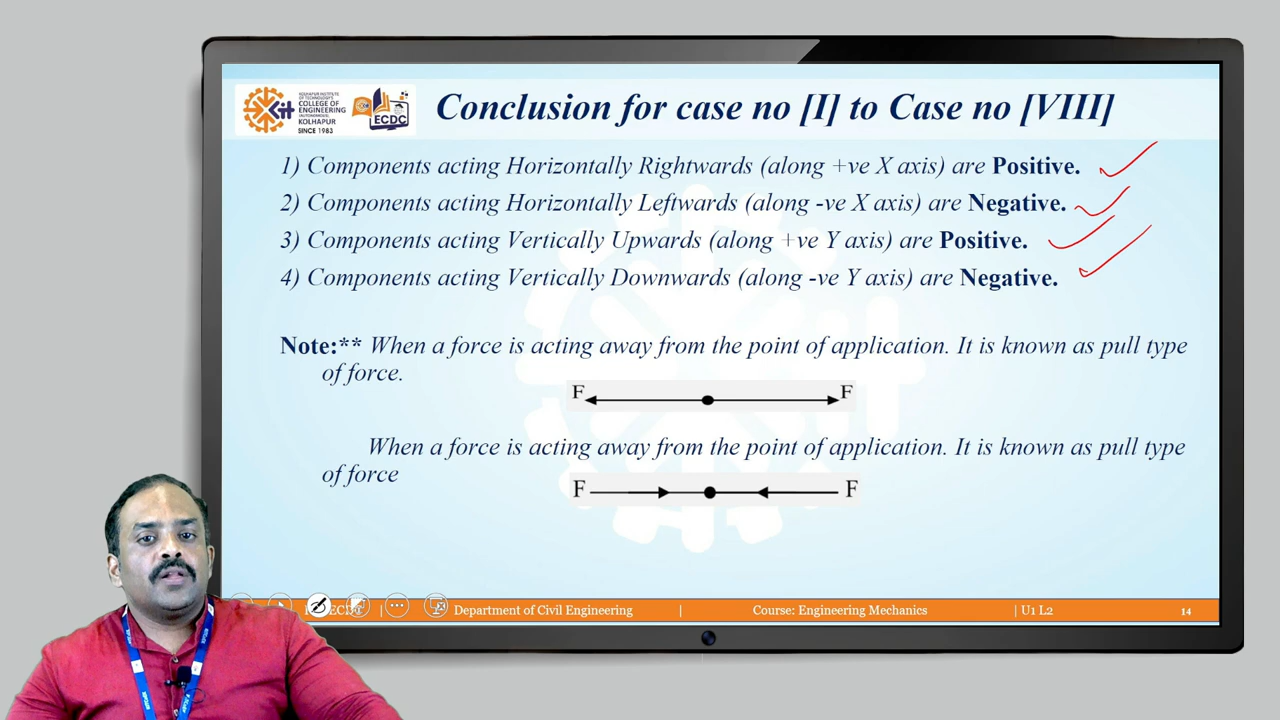 KOLHAPUR INSTITUTE
OF TECHNOLOGY'S
COLLEGE OF
ENGINEERING
(AUTONOMOUS),
KOLHAPUR
SINCE 1983
ECDC
Conclusion for case no [I] to Case no [VIII]
1) Components acting Horizontally Rightwards (along +ve X axis) are Positive.
2) Components acting Horizontally Leftwards (along -ve X axis) are Negative.
3) Components acting Vertically Upwards (along +ve Y axis) are Positive.
4) Components acting Vertically Downwards (along -ve Y axis) are Negative.
Note:** When a force is acting away from the point of application. It is known as pull type
of force.
F F
When a force is acting away from the point of application. It is known as pull type
of force
F F
| Department of Civil Engineering | Course: Engineering Mechanics | U1 L2 14